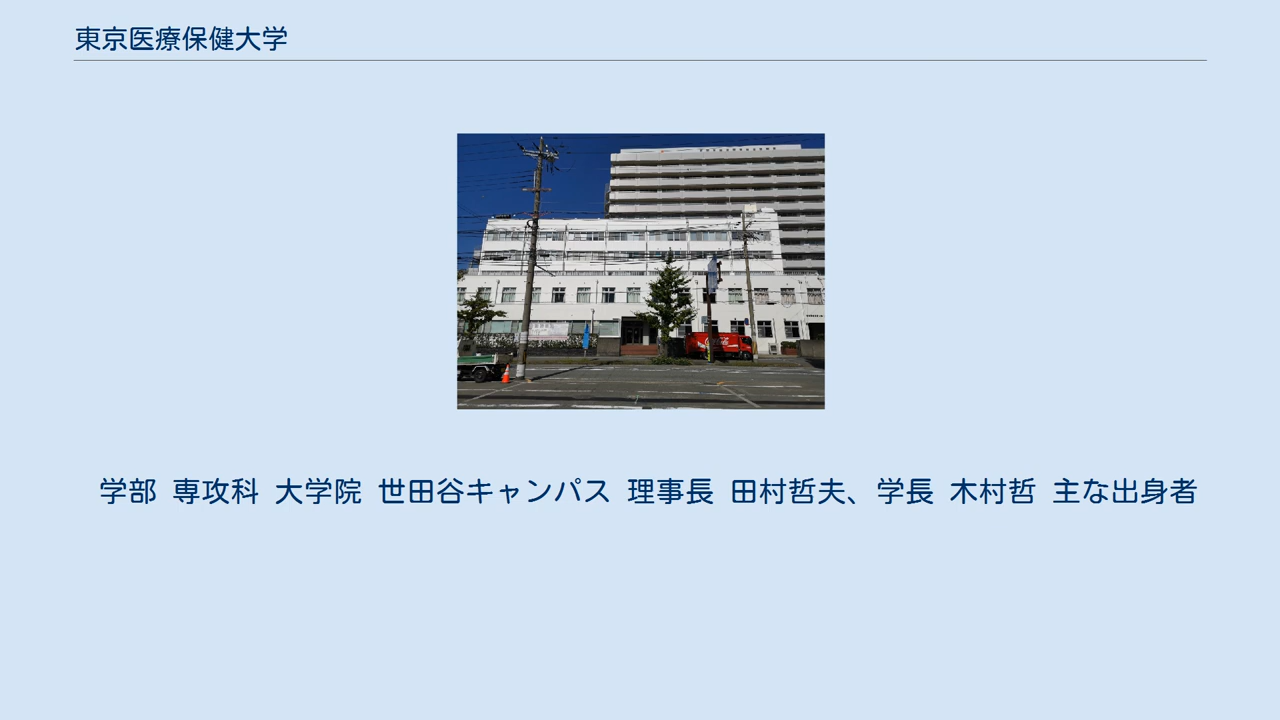 東京医療保健大学
学部 専攻科 大学院 世田谷キャンパス 理事長 田村哲夫、学長 木村哲 主な出身者